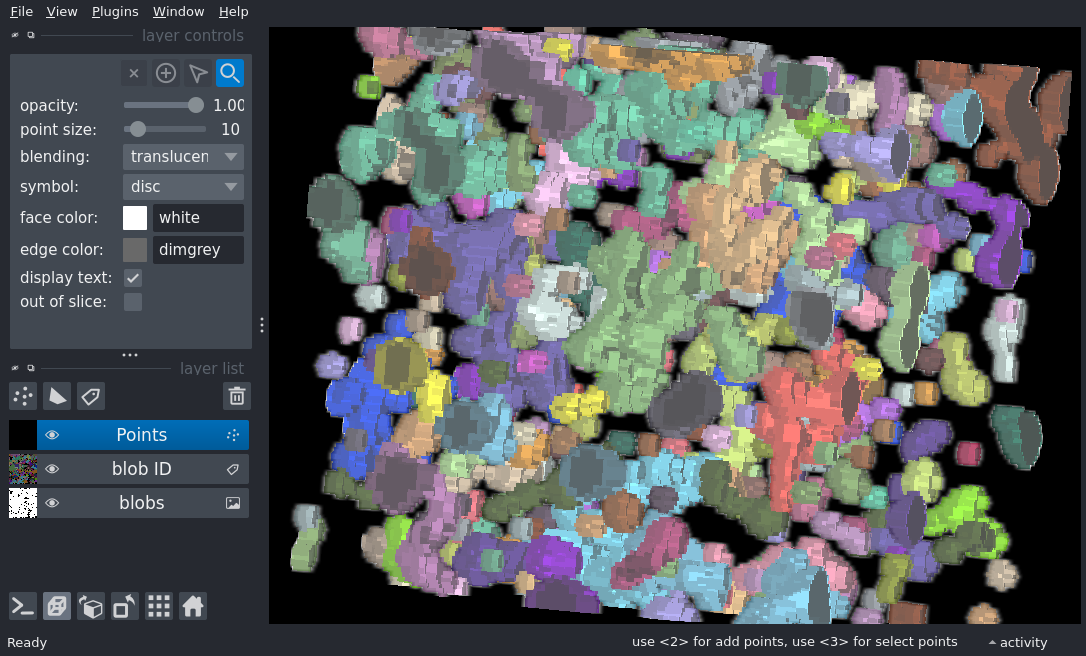 File View Plugins Window Help
layer controls
opacity: 1.00
point size: 10
blending: translucen
symbol: disc
face color: white
edge color: dimgrey
display text:
out of slice:
layer list
Points
blob ID
blobs
Ready use <2> for add points, use <3> for select points activity